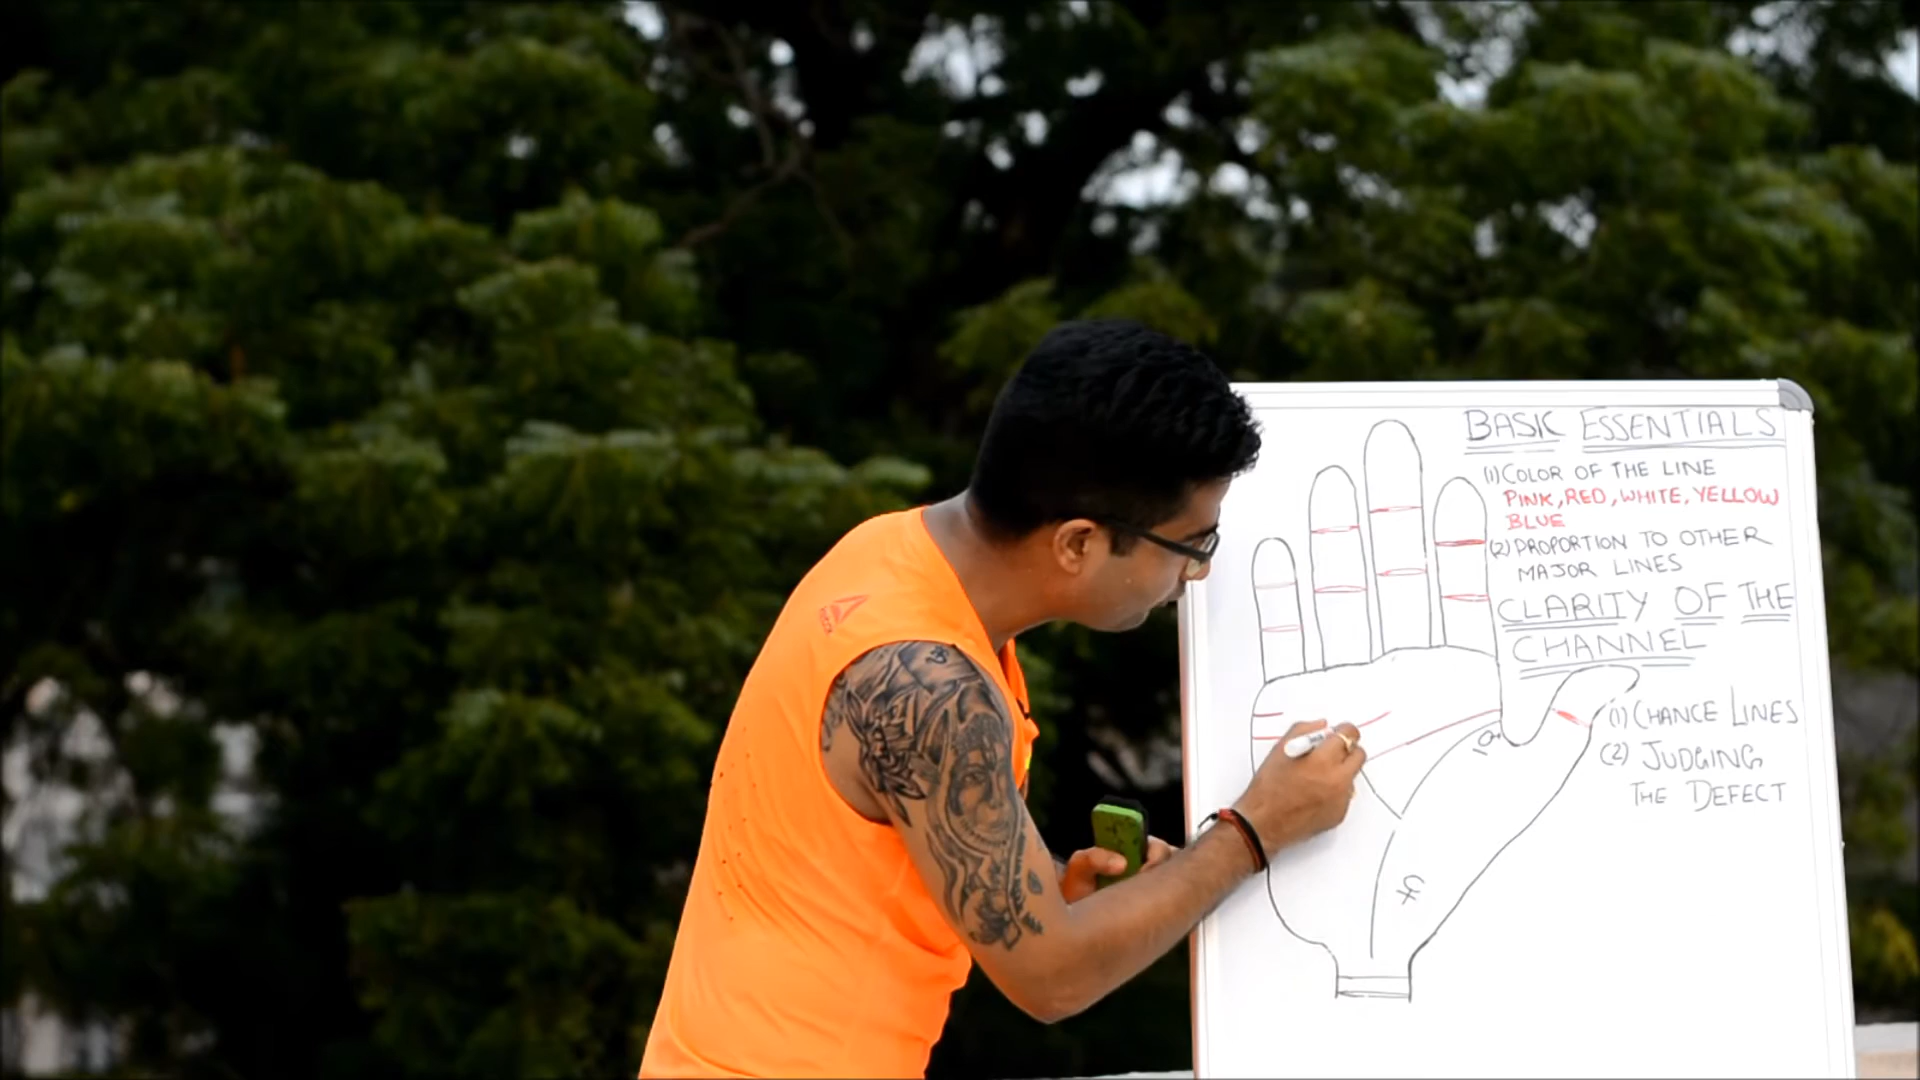 BASIC ESSENTIALS
(1) COLOR OF THE LINE
PINK, RED, WHITE, YELLOW
BLUE
(2) PROPORTION TO OTHER
MAJOR LINES
CLARITY OF THE
CHANNEL
(1) CHANCE LINES
(2) JUDGING
THE DEFECT